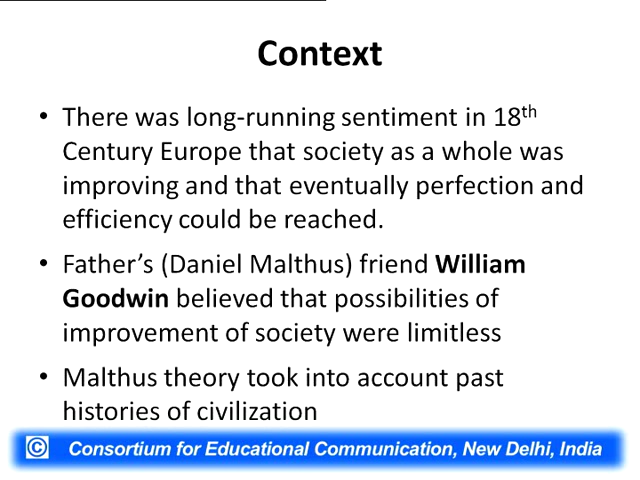 Context
• There was long-running sentiment in 18th
Century Europe that society as a whole was
improving and that eventually perfection and
efficiency could be reached.
• Father's (Daniel Malthus) friend William
Goodwin believed that possibilities of
improvement of society were limitless
• Malthus theory took into account past
histories of civilization
© Consortium for Educational Communication, New Delhi, India